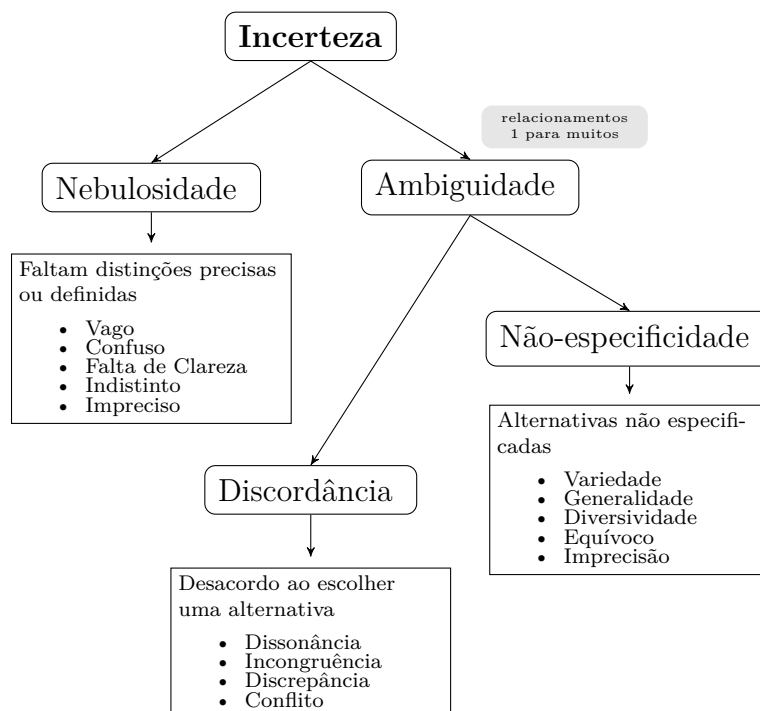 Incerteza
relacionamentos
1 para muitos
Nebulosidade
Ambiguidade
Faltam distinções precisas
ou definidas
• Vago
• Confuso
• Falta de Clareza
• Indistinto
• Impreciso
Não-especificidade
Alternativas não especifi-
cadas
• Variedade
• Generalidade
• Diversividade
• Equívoco
• Imprecisão
Discordância
Desacordo ao escolher
uma alternativa
• Dissonância
• Incongruência
• Discrepância
• Conflito